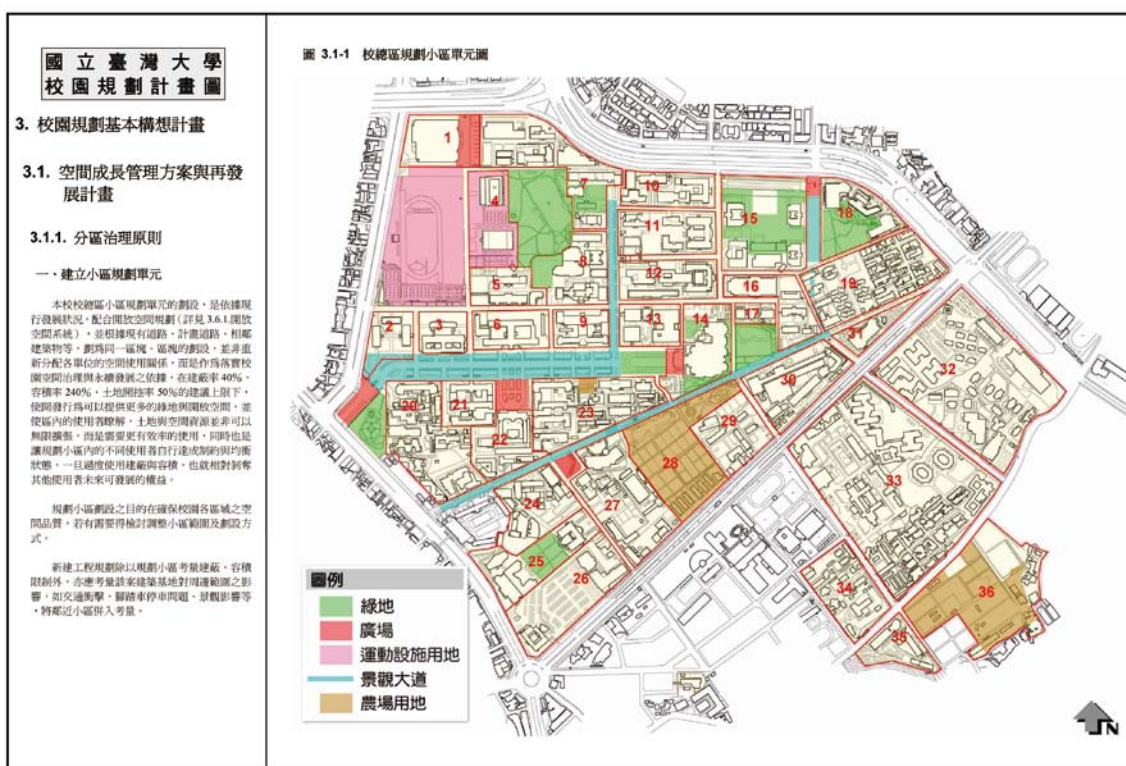 國立臺灣大學
校園規劃計畫圖
3. 校園規劃基本構想計畫
3.1. 空間成長管理方案與再發
展計畫
3.1.1. 分區治理原則
一、建立小區規劃單元
本校校總區小區規劃單元的劃設,是依據現
行發展狀況、配合開放空間規劃(詳見 3.6.1.開放
空間系統),並根據現有道路、計畫道路、相鄰
建築物等,劃為同一區塊。區塊的劃設,並非重
新分配各單位的空間使用關係,而是作為落實校
園空間治理與永續發展之依據。在建蔽率 40%、
容積率 240%,土地開挖率 50%的建議上限下,
使開發行為可以提供更多的綠地與開放空間,並
使區內的使用者瞭解,土地與空間資源並非可以
無限擴張,而是需要更有效率的使用,同時也是
讓規劃小區內的不同使用者自行達成制約與均衡
狀態,一旦過度使用建蔽與容積,也就相對剝奪
其他使用者未來可發展的權益。
規劃小區劃設之目的在確保校園各區域之空
間品質,若有需要得檢討調整小區範圍及劃設方
式。
新建工程規劃除以規劃小區考量建蔽、容積
限制外,亦應考量該案建築基地對周邊範圍之影
響,如交通衝擊、腳踏車停車問題、景觀影響等
,將鄰近小區併入考量。
圖 3.1-1 校總區規劃小區單元圖
1
4
7
10
15
1
18
11
8
12
5
16
19
2
3
6
9
13
14
17
31
32
20
21
22
23
30
29
28
33
24
27
25
26
34
36
35
圖例
綠地
廣場
運動設施用地
景觀大道
農場用地
N